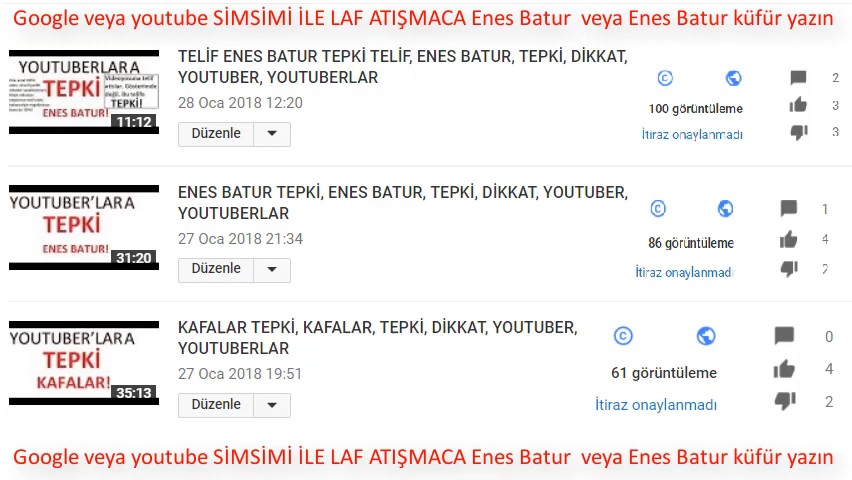 Google veya youtube SİMSİMİ İLE LAF ATIŞMACA Enes Batur  veya Enes Batur küfür yazın
YOUTUBERLARA
TEPKİ
ENES BATUR!
TEPKİ!
11:12
TELİF ENES BATUR TEPKİ TELİF, ENES BATUR, TEPKİ, DİKKAT,
YOUTUBER, YOUTUBERLAR
28 Oca 2018 12:20
Düzenle
100 görüntüleme
İtiraz onaylanmadı
2
3
3
YOUTUBER'LARA
TEPKİ
ENES BATUR!
31:20
ENES BATUR TEPKİ, ENES BATUR, TEPKİ, DİKKAT, YOUTUBER,
YOUTUBERLAR
27 Oca 2018 21:34
Düzenle
86 görüntüleme
İtiraz onaylanmadı
1
4
2
YOUTUBER'LARA
TEPKİ
KAFALAR!
35:13
KAFALAR TEPKİ, KAFALAR, TEPKİ, DİKKAT, YOUTUBER,
YOUTUBERLAR
27 Oca 2018 19:51
Düzenle
61 görüntüleme
İtiraz onaylanmadı
0
4
2
Google veya youtube SİMSİMİ İLE LAF ATIŞMACA Enes Batur  veya Enes Batur küfür yazın